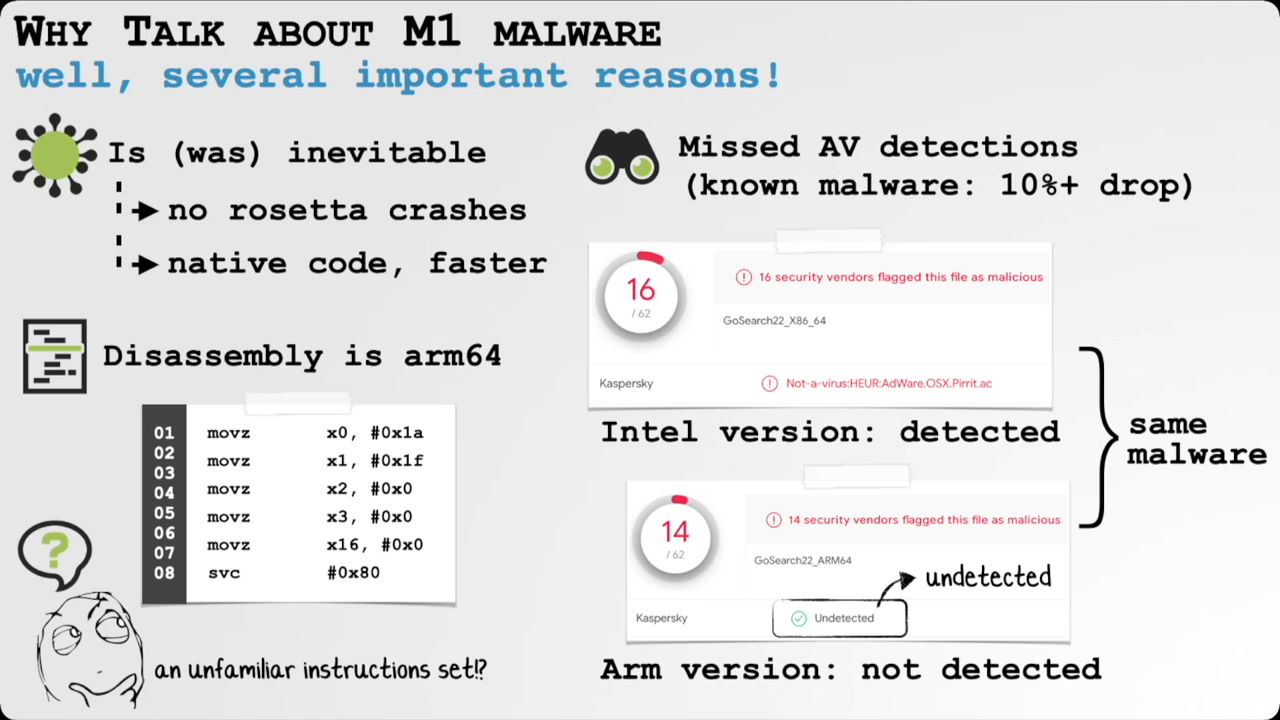 WHY TALK ABOUT M1 MALWARE
well, several important reasons!
Is (was) inevitable
no rosetta crashes
native code, faster
Disassembly is arm64
01 movz x0, #0x1a
02 movz x1, #0x1f
03 movz x2, #0x0
04 movz x3, #0x0
05 movz x16, #0x0
06 svc #0x80
07
08
?
an unfamiliar instructions set!?
Missed AV detections
(known malware: 10%+ drop)
16
/ 62
16 security vendors flagged this file as malicious
GoSearch22_X86_64
Kaspersky Not-a-virus:HEUR:AdWare.OSX.Pirrit.ac
Intel version: detected
14
/ 62
14 security vendors flagged this file as malicious
GoSearch22_ARM64
undetected
Kaspersky Undetected
Arm version: not detected
same
malware